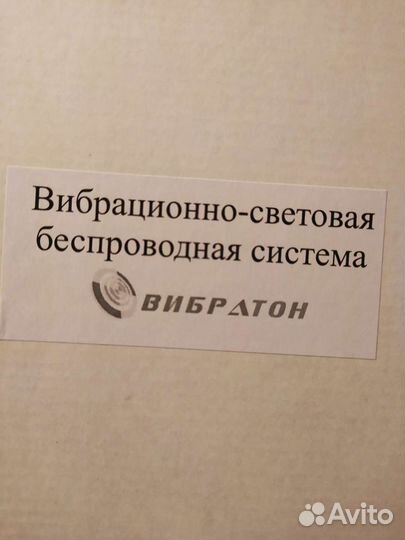 Вибрационно-световая
беспроводная система
ВИБРАТОН
Avito